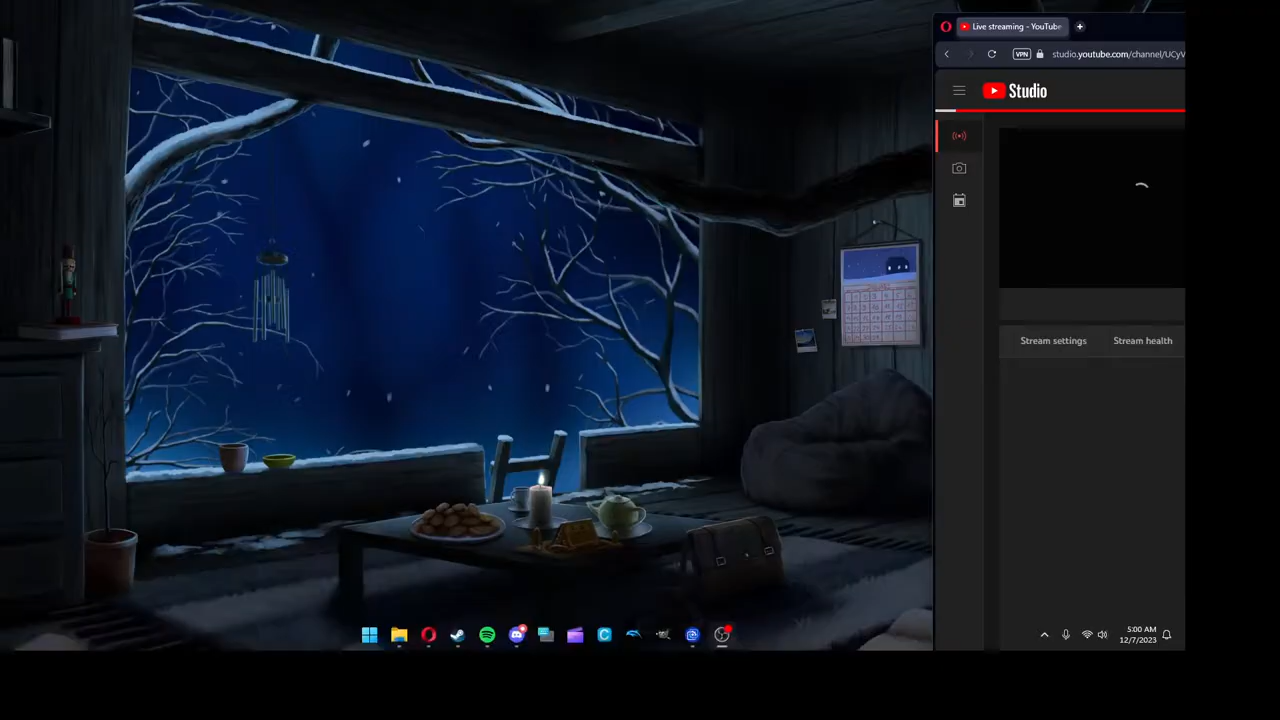 Live streaming - YouTube
VPN
studio.youtube.com/channel/UCyV
Studio
Stream settings Stream health
5:00 AM
12/7/2023